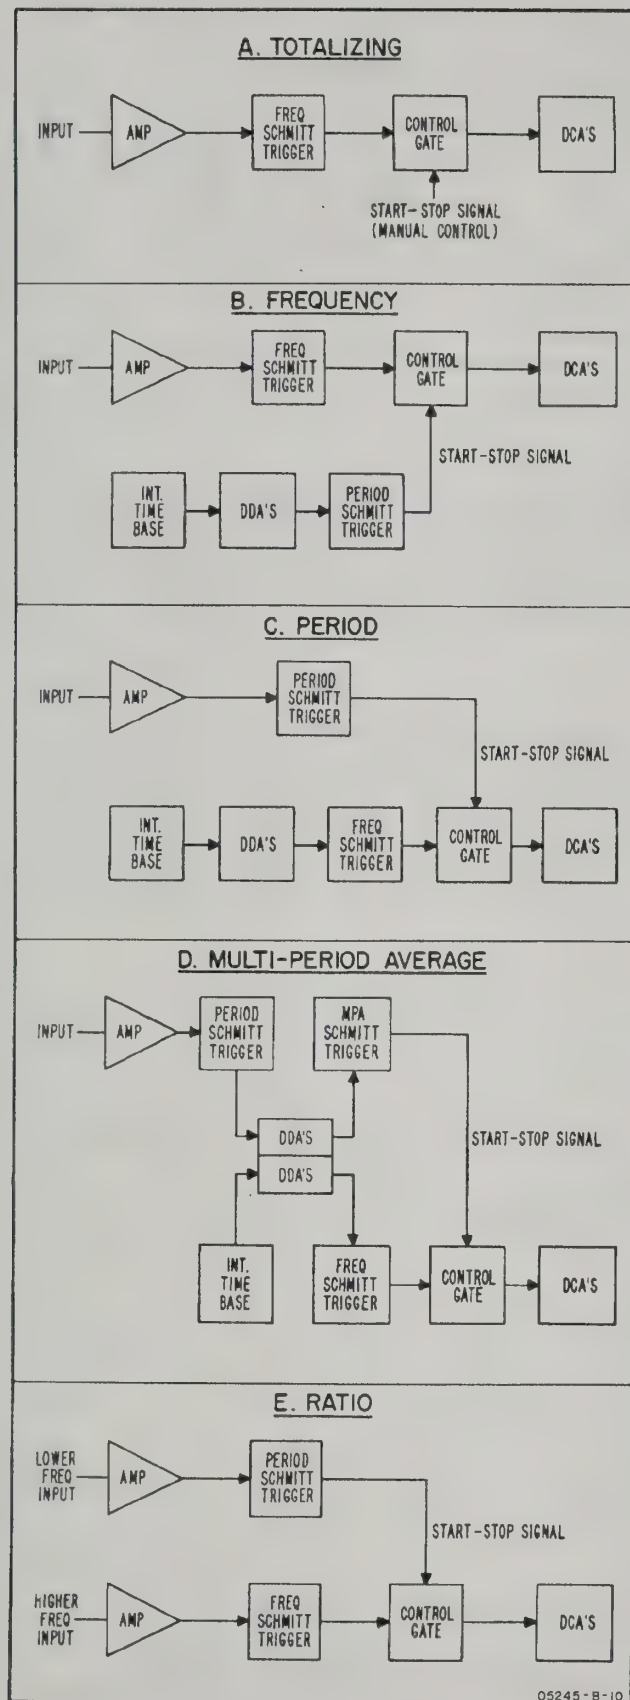 A. TOTALIZING
INPUT
AMP
FREQ
SCHMITT
TRIGGER
CONTROL
GATE
DCA'S
START-STOP SIGNAL
(MANUAL CONTROL)
B. FREQUENCY
INPUT
AMP
FREQ
SCHMITT
TRIGGER
CONTROL
GATE
DCA'S
START-STOP SIGNAL
INT.
TIME
BASE
DDA'S
PERIOD
SCHMITT
TRIGGER
C. PERIOD
INPUT
AMP
PERIOD
SCHMITT
TRIGGER
START-STOP SIGNAL
INT.
TIME
BASE
DDA'S
FREQ
SCHMITT
TRIGGER
CONTROL
GATE
DCA'S
D. MULTI-PERIOD AVERAGE
INPUT
AMP
PERIOD
SCHMITT
TRIGGER
MPA
SCHMITT
TRIGGER
DDA'S
DDA'S
START-STOP SIGNAL
INT.
TIME
BASE
FREQ
SCHMITT
TRIGGER
CONTROL
GATE
DCA'S
E. RATIO
LOWER
FREQ
INPUT
AMP
PERIOD
SCHMITT
TRIGGER
START-STOP SIGNAL
HIGHER
FREQ
INPUT
AMP
FREQ
SCHMITT
TRIGGER
CONTROL
GATE
DCA'S
05245-B-10